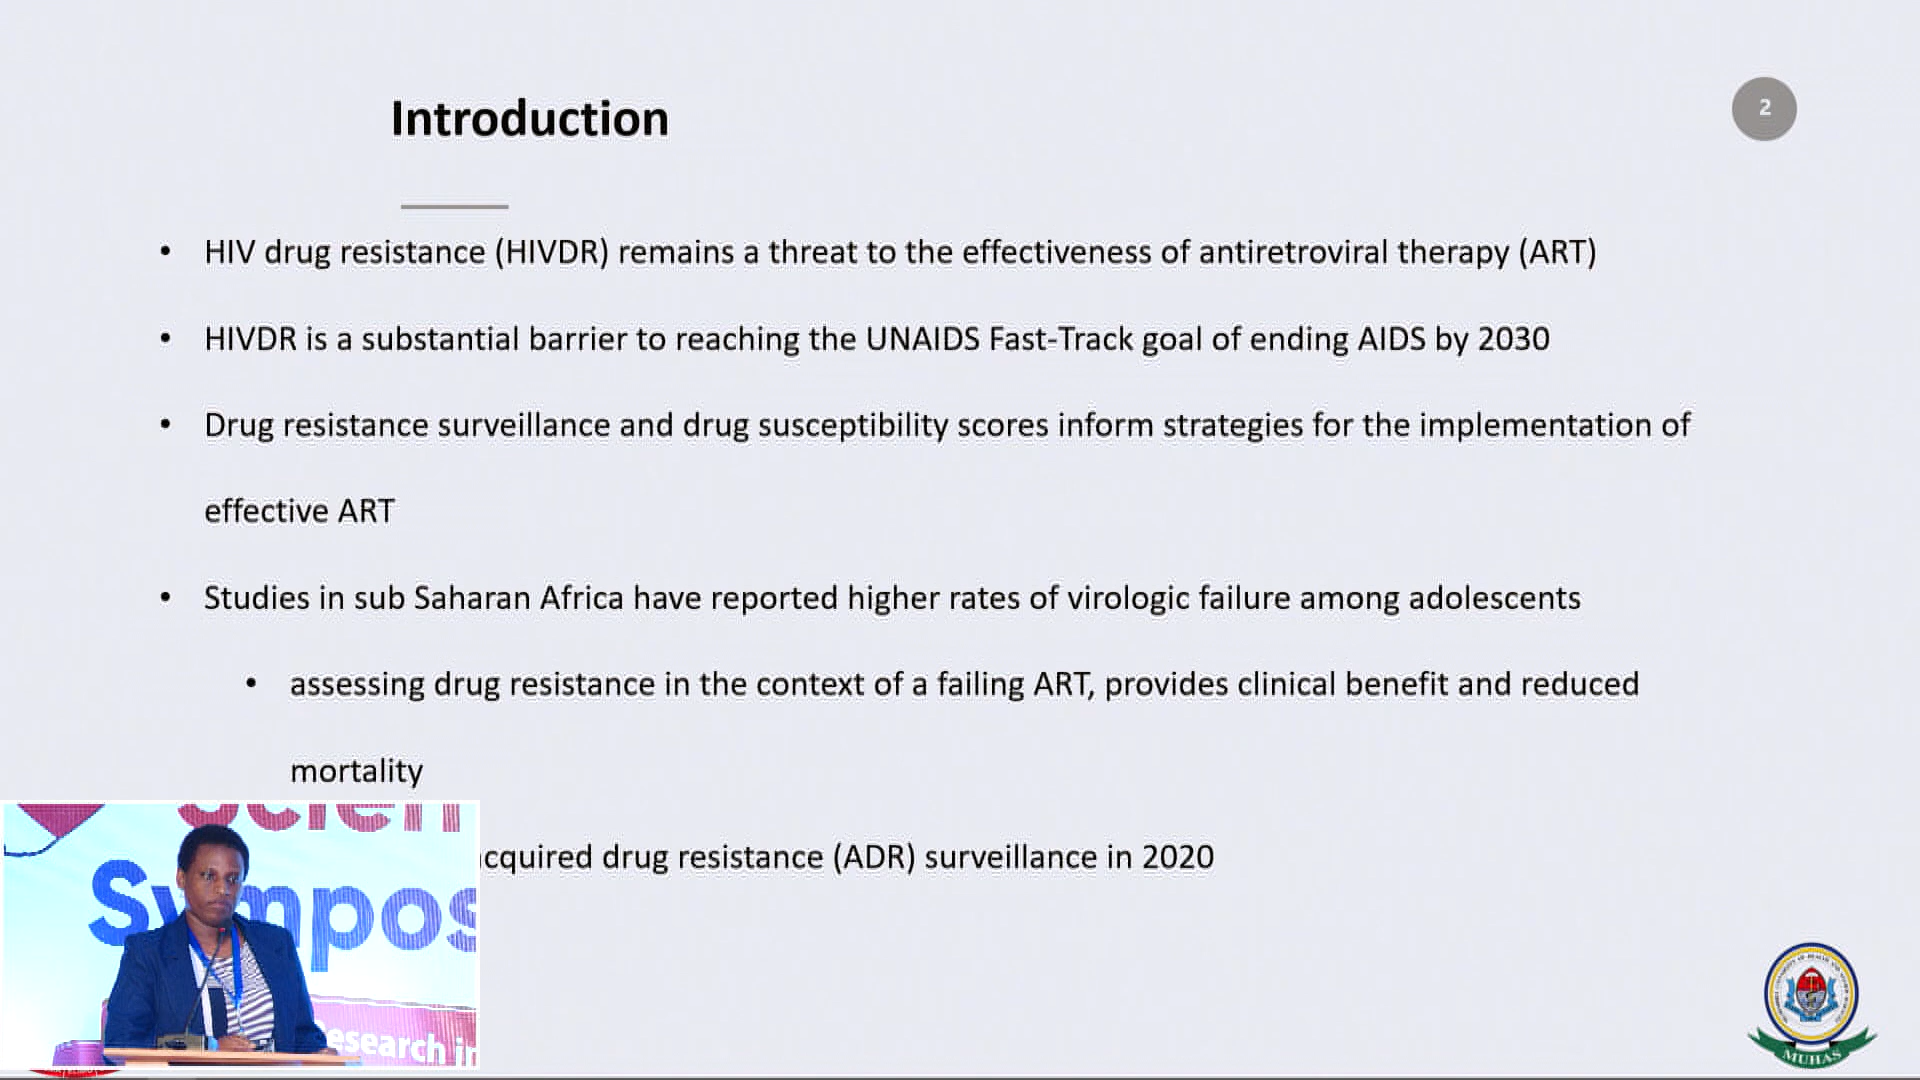 Introduction
2
• HIV drug resistance (HIVDR) remains a threat to the effectiveness of antiretroviral therapy (ART)
• HIVDR is a substantial barrier to reaching the UNAIDS Fast-Track goal of ending AIDS by 2030
• Drug resistance surveillance and drug susceptibility scores inform strategies for the implementation of
effective ART
• Studies in sub Saharan Africa have reported higher rates of virologic failure among adolescents
• assessing drug resistance in the context of a failing ART, provides clinical benefit and reduced
mortality
cquired drug resistance (ADR) surveillance in 2020
Scien
Sympos
esearch in
MUHAS